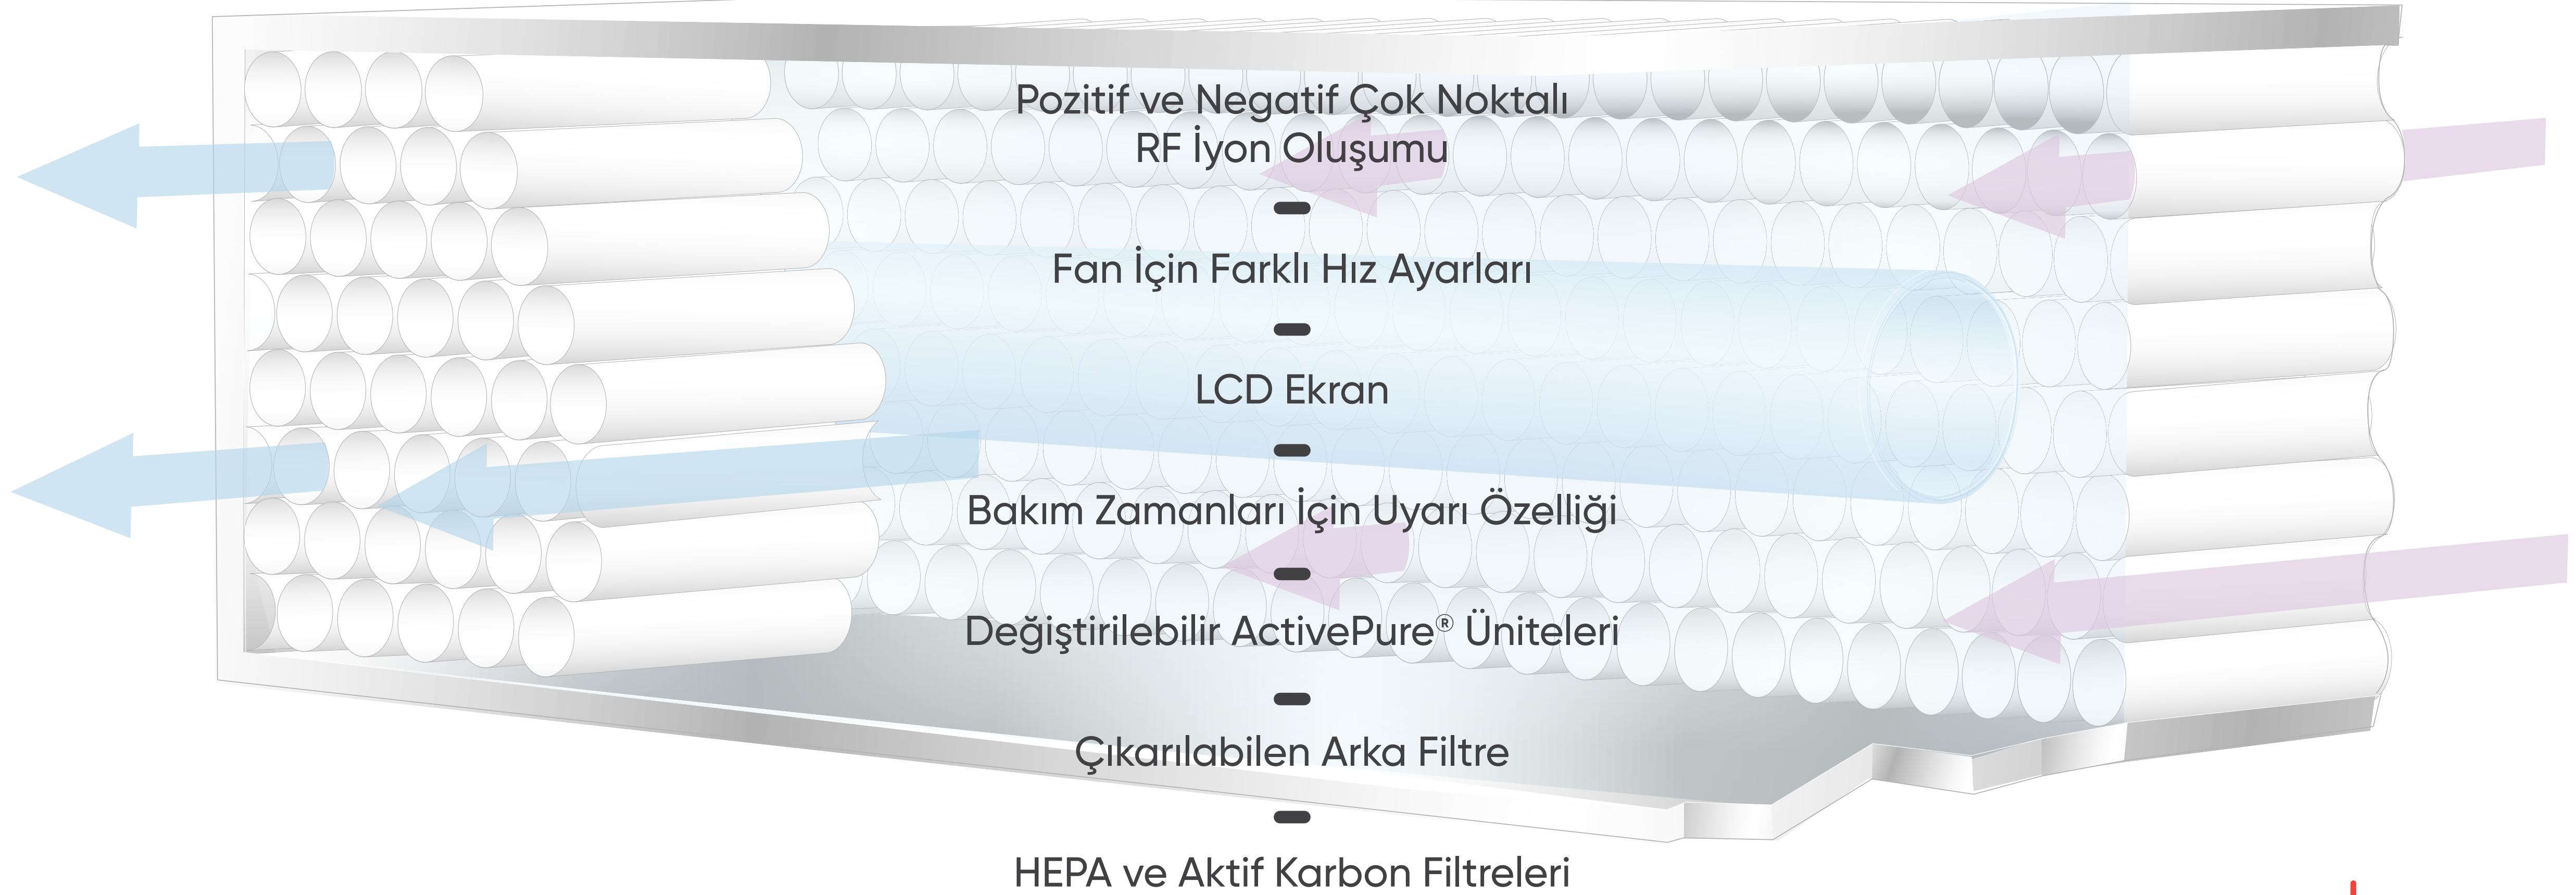 Pozitif ve Negatif Çok Noktalı
RF İyon Oluşumu
Fan İçin Farklı Hız Ayarları
LCD Ekran
Bakım Zamanları İçin Uyarı Özelliği
Değiştirilebilir ActivePure® Üniteleri
Çıkarılabilen Arka Filtre
HEPA ve Aktif Karbon Filtreleri